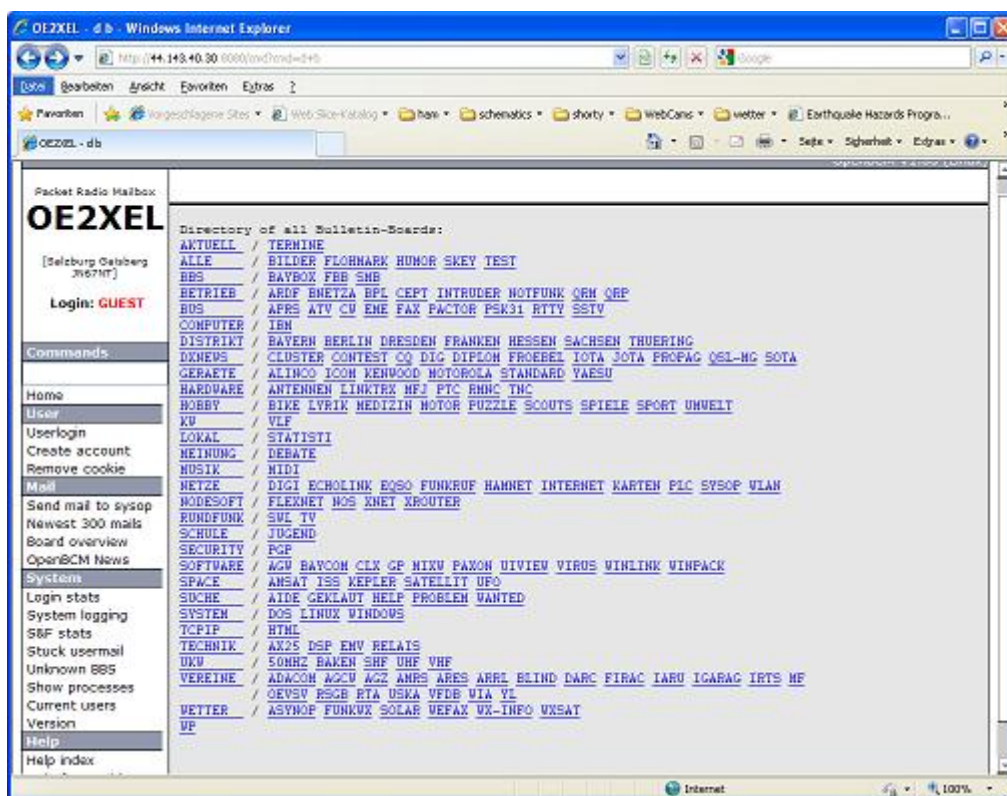 OE2XEL - d b - Windows Internet Explorer
http://44.143.40.30:8080/cmd?cmd=d+b
Google
Datei Bearbeiten Ansicht Favoriten Extras ?
Favoriten Vorgeschlagene Sites Web Slice-Katalog ham schematics shorty WebCams wetter Earthquake Hazards Progra...
OE2XEL - d b
Seite Sicherheit Extras
Packet Radio Mailbox
OE2XEL
[Salzburg Gaisberg
JN67NT]
Login: GUEST
Commands
Home
User
Userlogin
Create account
Remove cookie
Mail
Send mail to sysop
Newest 300 mails
Board overview
OpenBCM News
System
Login stats
System logging
S&F stats
Stuck usermail
Unknown BBS
Show processes
Current users
Version
Help
Help index
Directory of all Bulletin-Boards:
AKTUELL / TERMINE
ALLE / BILDER FLOHMARK HUMOR SKEY TEST
BBS / BAYBOX FBB SMB
BETRIEB / ARDF BNETZA BPL CEPT INTRUDER NOTFUNK QRM QRP
BUS / APRS ATV CW EME FAX PACTOR PSK31 RTTY SSTV
COMPUTER / IBM
DISTRIKT / BAYERN BERLIN DRESDEN FRANKEN HESSEN SACHSEN THUERING
DXNEWS / CLUSTER CONTEST CQ DIG DIPLOM FROEBEL IOTA JOTA PROPAG QSL-MG SOTA
GERAETE / ALINCO ICOM KENWOOD MOTOROLA STANDARD YAESU
HARDWARE / ANTENNEN LINKTRX MFJ PTC RMNC TNC
HOBBY / BIKE LYRIK MEDIZIN MOTOR PUZZLE SCOUTS SPIELE SPORT UMWELT
KW / VLF
LOKAL / STATISTI
MEINUNG / DEBATE
MUSIK / MIDI
NETZE / DIGI ECHOLINK EQSO FUNKRUF HAMNET INTERNET KARTEN PLC SYSOP WLAN
NODESOFT / FLEXNET NOS XNET XROUTER
RUNDFUNK / SWL TV
SCHULE / JUGEND
SECURITY / PGP
SOFTWARE / AGW BAYCOM CLX GP MIXW PAXON UIVIEW VIRUS WINLINK WINPACK
SPACE / AMSAT ISS KEPLER SATELLIT UFO
SUCHE / AIDE GEKLAUT HELP PROBLEM WANTED
SYSTEM / DOS LINUX WINDOWS
TCPIP / HTML
TECHNIK / AX25 DSP EMV RELAIS
UKW / 50MHZ BAKEN SHF UHF VHF
VEREINE / ADACOM AGCW AGZ AMRS ARES ARRL BLIND DARC FIRAC IARU IGARAG IRTS MF
/ OEVSV RSGB RTA USKA VFDB WIA YL
WETTER / ASYNOP FUNKWX SOLAR WEFAX WX-INFO WXSAT
WP
Internet
100%